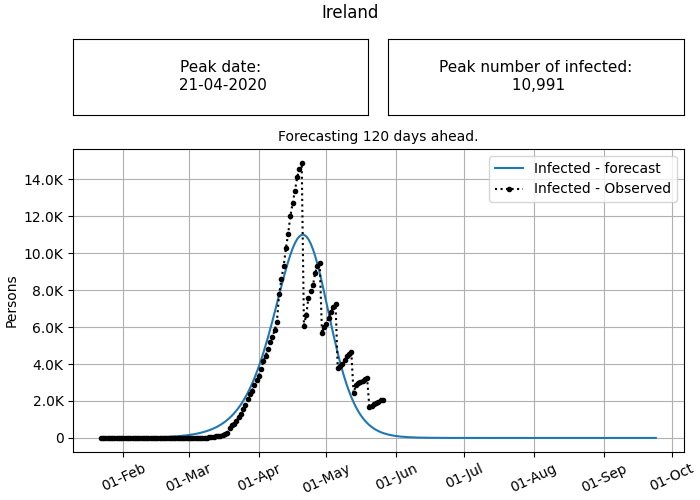 Ireland
Peak date:
21-04-2020
Peak number of infected:
10,991
Forecasting 120 days ahead.
Infected - forecast
Infected - Observed
Persons
14.0K
12.0K
10.0K
8.0K
6.0K
4.0K
2.0K
0
01-Feb
01-Mar
01-Apr
01-May
01-Jun
01-Jul
01-Aug
01-Sep
01-Oct